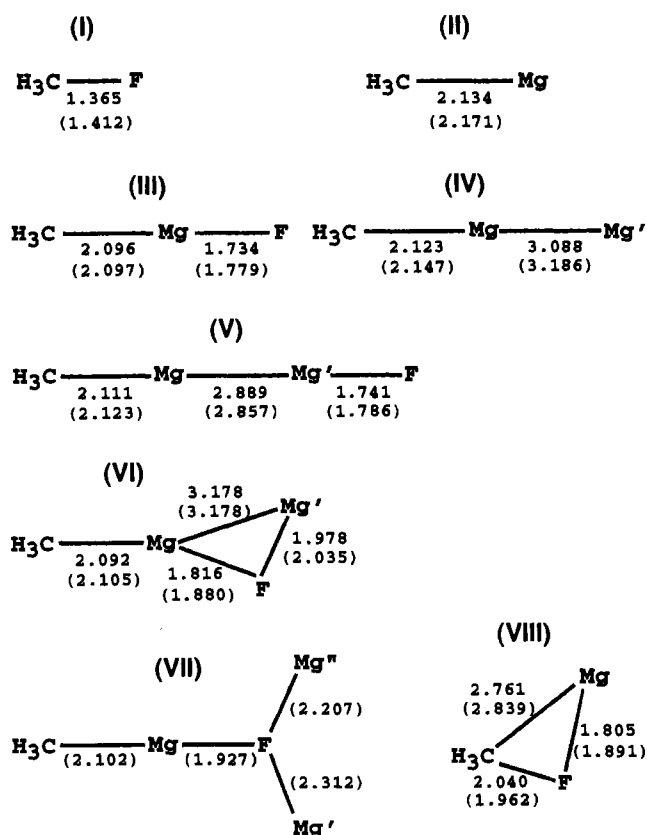 (I)
H3C F
1.365
(1.412)
(II)
H3C Mg
2.134
(2.171)
(III)
H3C Mg F
2.096 1.734
(2.097) (1.779)
(IV)
H3C Mg Mg'
2.123 3.088
(2.147) (3.186)
(V)
H3C Mg Mg' F
2.111 2.889 1.741
(2.123) (2.857) (1.786)
(VI)
3.178
(3.178)
Mg'
H3C Mg
2.092
(2.105)
1.816
(1.880)
F
1.978
(2.035)
(VII)
Mg"
(2.207)
H3C Mg F
(2.102) (1.927)
(2.312)
Mg'
(VIII)
Mg
2.761
(2.839)
1.805
(1.891)
H3C
2.040
(1.962)
F